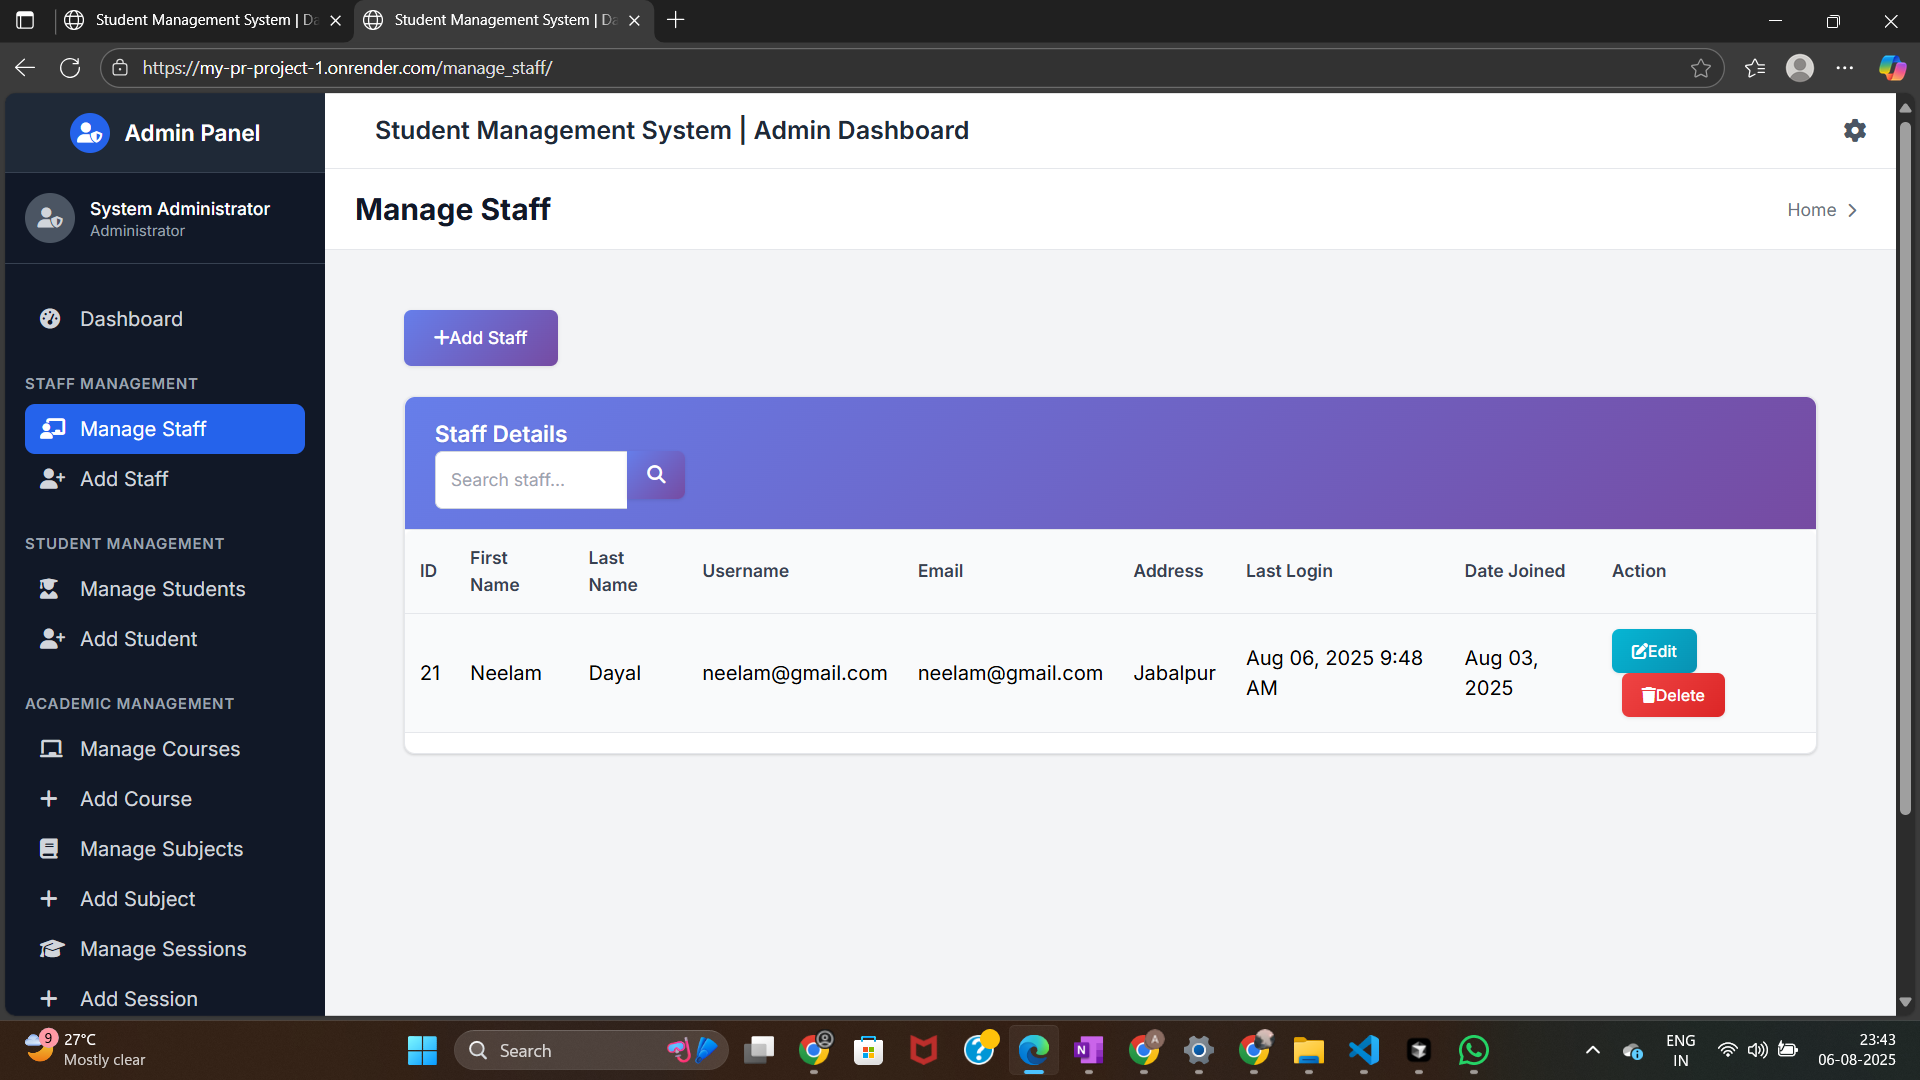 Student Management System | Da
Student Management System | Da
https://my-pr-project-1.onrender.com/manage_staff/
Admin Panel
System Administrator
Administrator
Dashboard
STAFF MANAGEMENT
Manage Staff
Add Staff
STUDENT MANAGEMENT
Manage Students
Add Student
ACADEMIC MANAGEMENT
Manage Courses
Add Course
Manage Subjects
Add Subject
Manage Sessions
Add Session
Student Management System | Admin Dashboard
Manage Staff
Home
Add Staff
Staff Details
Search staff...
ID First Name Last Name Username Email Address Last Login Date Joined Action
21 Neelam Dayal neelam@gmail.com neelam@gmail.com Jabalpur Aug 06, 2025 9:48 AM Aug 03, 2025 Edit Delete
9
27°C
Mostly clear
Search
A
N
ENG
IN
23:43
06-08-2025